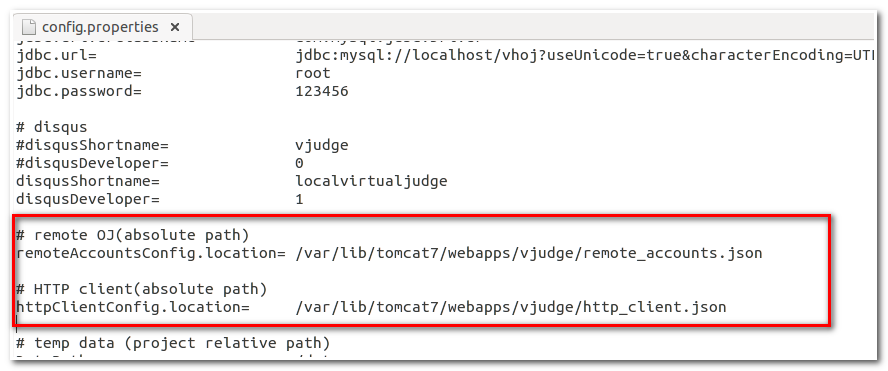 config.properties
jdbc.url= jdbc:mysql://localhost/vhoj?useUnicode=true&characterEncoding=UT
jdbc.username= root
jdbc.password= 123456
# disqus
#disqusShortname= vjudge
#disqusDeveloper= 0
disqusShortname= localvirtualjudge
disqusDeveloper= 1
# remote OJ(absolute path)
remoteAccountsConfig.location= /var/lib/tomcat7/webapps/vjudge/remote_accounts.json
# HTTP client(absolute path)
httpClientConfig.location= /var/lib/tomcat7/webapps/vjudge/http_client.json
# temp data (project relative path)